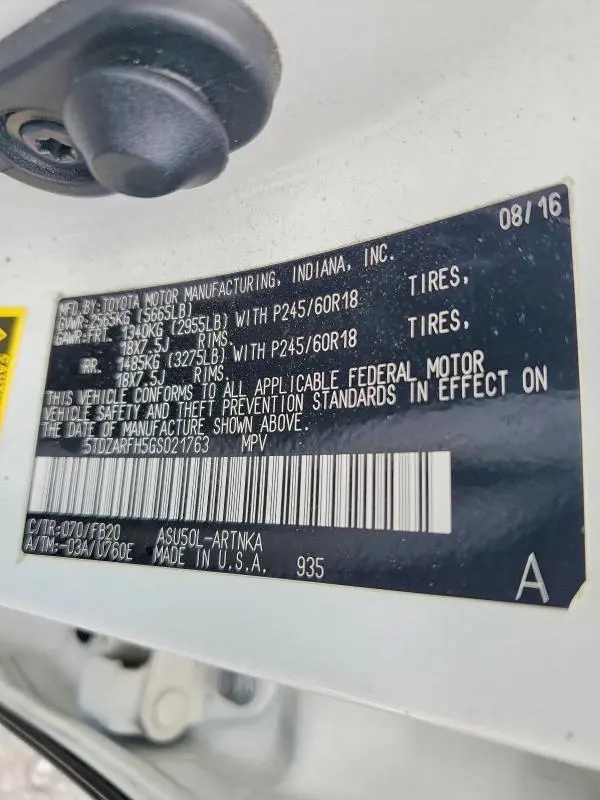 08/16
MFD.BY:TOYOTA MOTOR MANUFACTURING, INDIANA, INC.
GVWR:2565KG (5665LB)
GAWR:FRT. 1340KG (2955LB) WITH P245/60R18 TIRES,
18X7.5J RIMS.
RR. 1485KG (3275LB) WITH P245/60R18 TIRES,
18X7.5J RIMS.
THIS VEHICLE CONFORMS TO ALL APPLICABLE FEDERAL MOTOR
VEHICLE SAFETY AND THEFT PREVENTION STANDARDS IN EFFECT ON
THE DATE OF MANUFACTURE SHOWN ABOVE.
5TDZARFH5GS021763 MPV
C/TR:070/FB20 ASU50L-ARTNKA
A/TM:-03A/U760E MADE IN U.S.A. 935
A